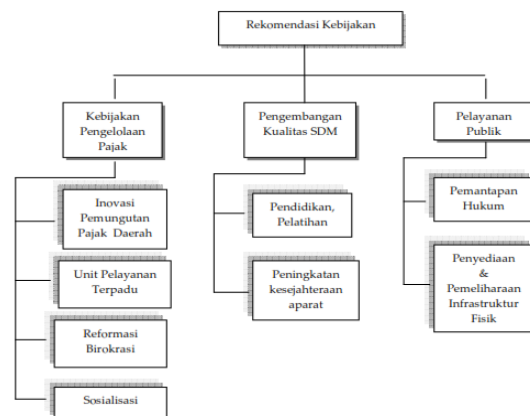 Rekomendasi Kebijakan
Kebijakan
Pengelolaan
Pajak
Pengembangan
Kualitas SDM
Pelayanan
Publik
Inovasi
Pemungutan
Pajak Daerah
Unit Pelayanan
Terpadu
Reformasi
Birokrasi
Sosialisasi
Pendidikan,
Pelatihan
Peningkatan
kesejahteraan
aparat
Pemantapan
Hukum
Penyediaan
&
Pemeliharaan
Infrastruktur
Fisik